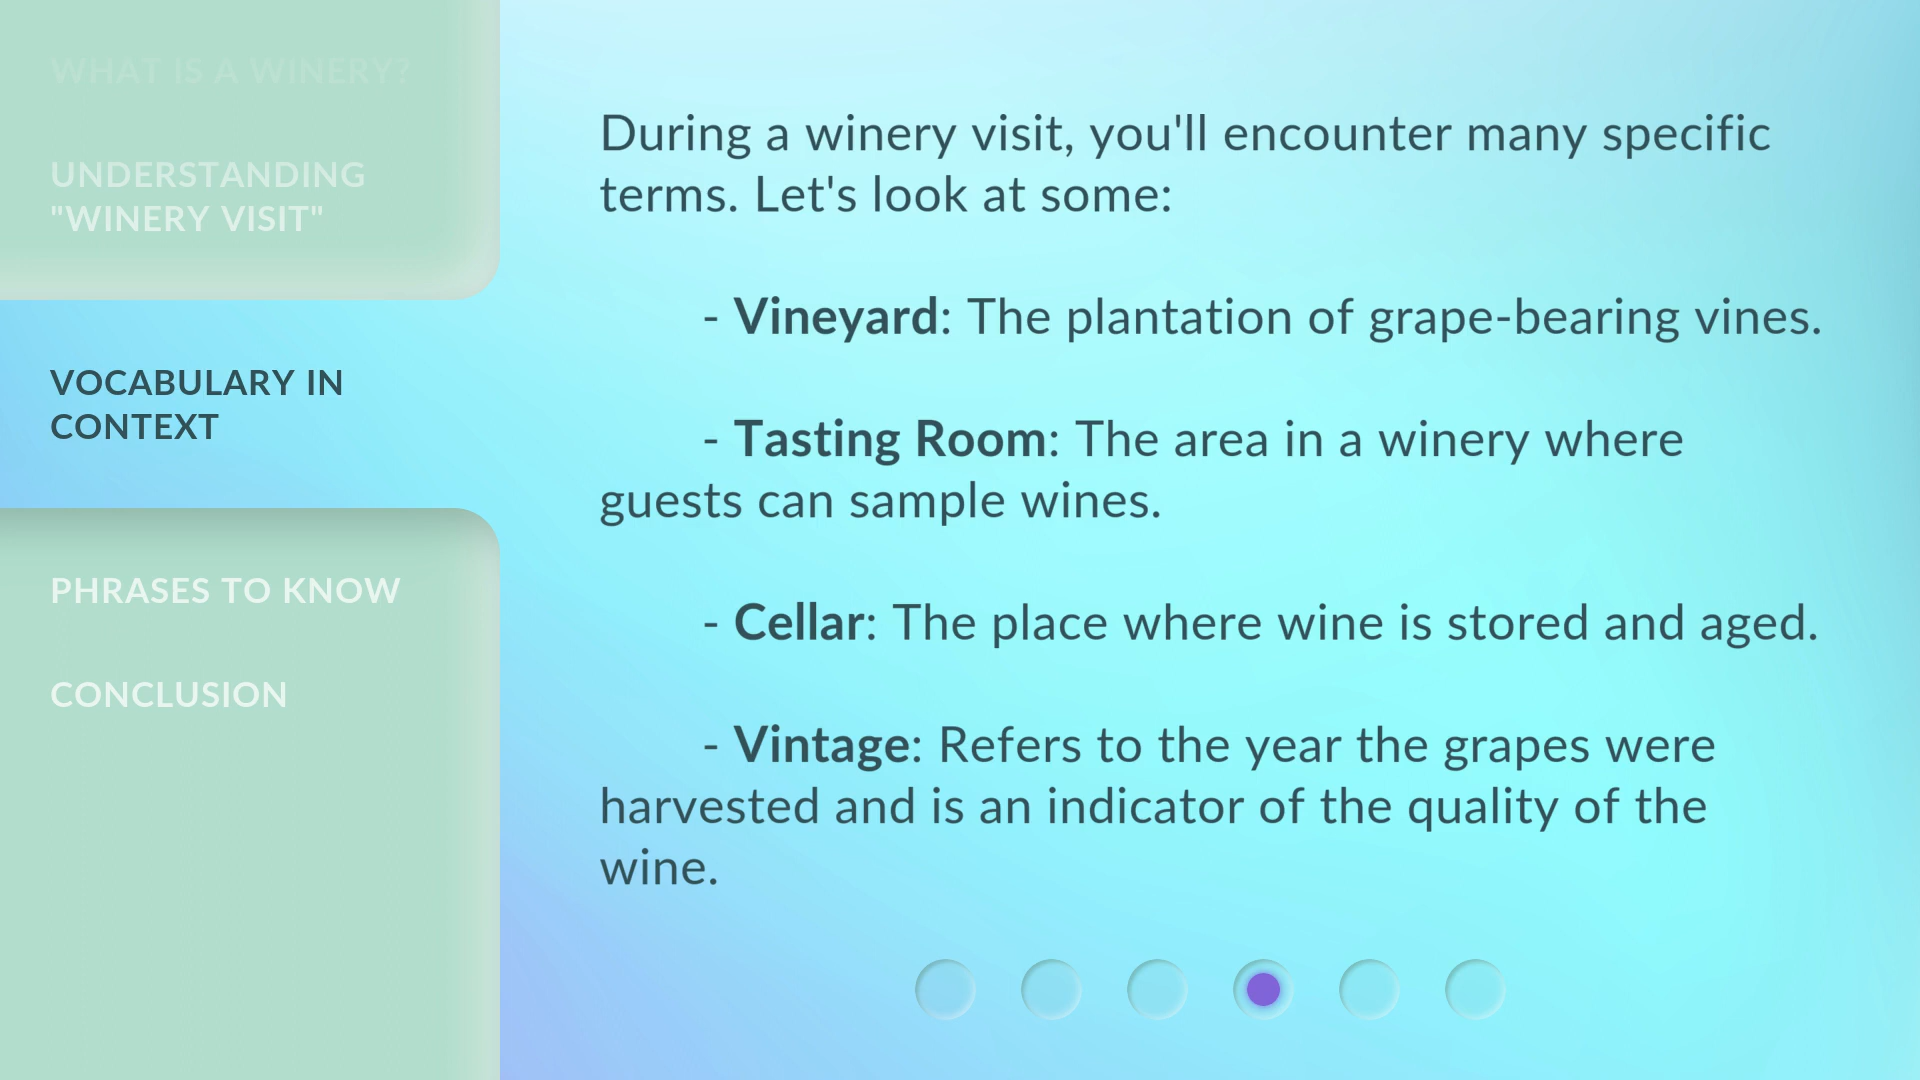 WHAT IS A WINERY?
UNDERSTANDING
"WINERY VISIT"
VOCABULARY IN
CONTEXT
PHRASES TO KNOW
CONCLUSION
During a winery visit, you'll encounter many specific
terms. Let's look at some:
- Vineyard: The plantation of grape-bearing vines.
- Tasting Room: The area in a winery where
guests can sample wines.
- Cellar: The place where wine is stored and aged.
- Vintage: Refers to the year the grapes were
harvested and is an indicator of the quality of the
wine.